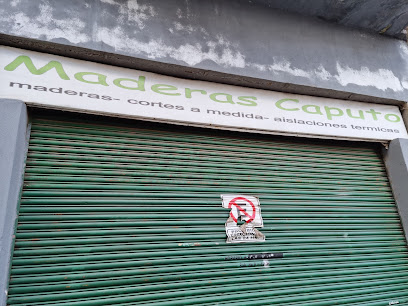 Maderas Caputo
maderas- cortes a medida- aislaciones termicas